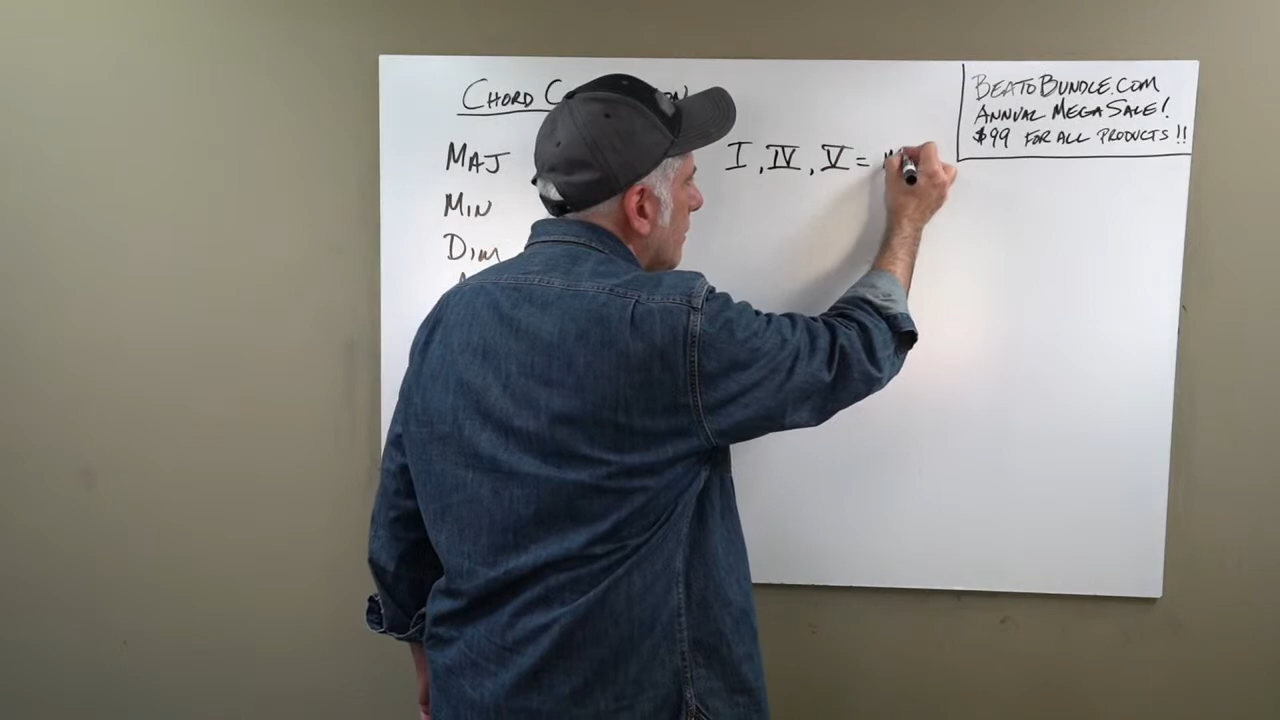 CHORD
MAJ
MIN
DIM
I, IV, V =
BEATOBUNDLE.COM
ANNUAL MEGA SALE!
$99 FOR ALL PRODUCTS!!